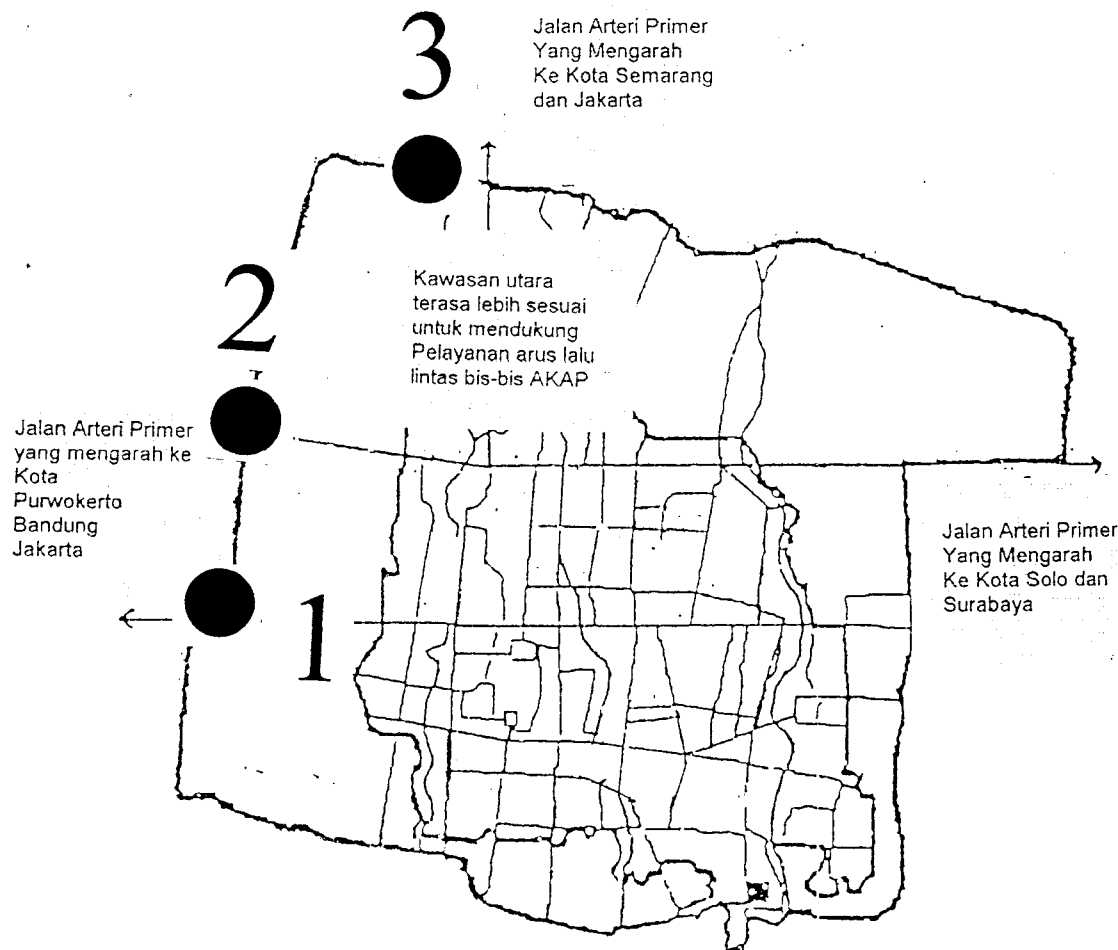 3
Jalan Arteri Primer
Yang Mengarah
Ke Kota Semarang
dan Jakarta
2
Kawasan utara
terasa lebih sesuai
untuk mendukung
Pelayanan arus lalu
lintas bis-bis AKAP
Jalan Arteri Primer
yang mengarah ke
Kota
Purwokerto
Bandung
Jakarta
Jalan Arteri Primer
Yang Mengarah
Ke Kota Solo dan
Surabaya
1